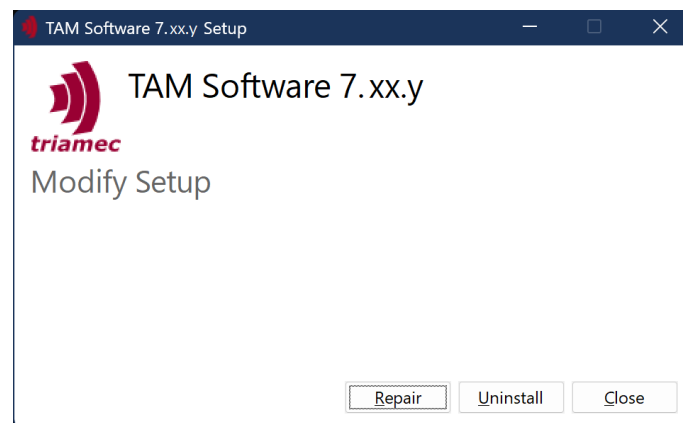 TAM Software 7.xx.y Setup
TAM Software 7.xx.y
triamec
Modify Setup
Repair Uninstall Close